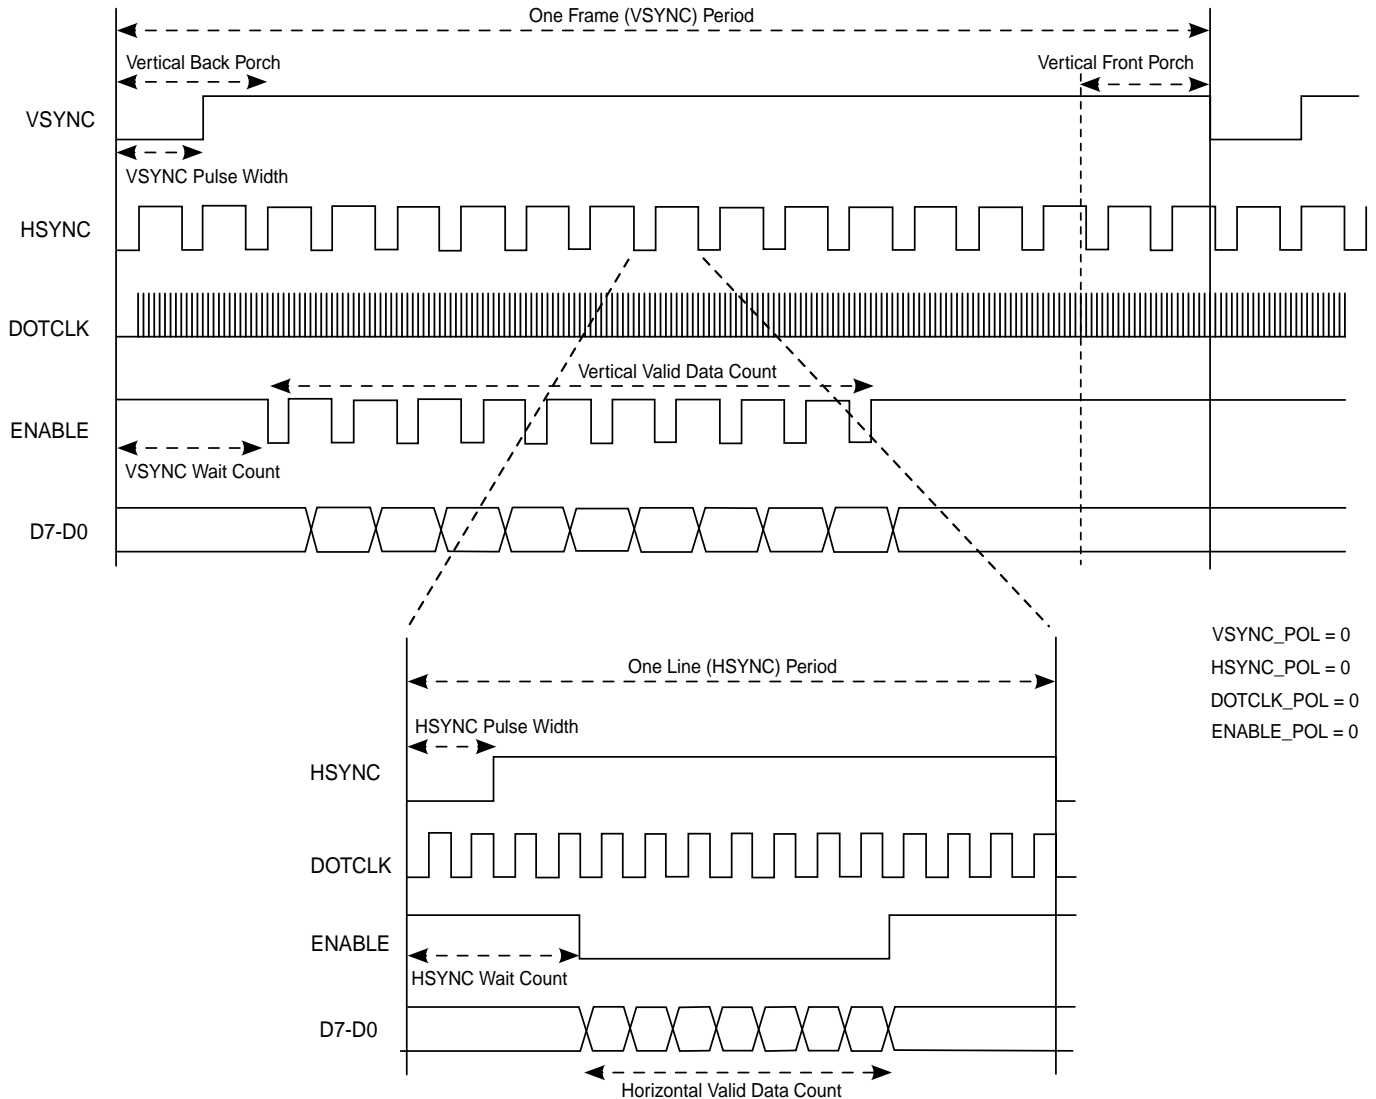 One Frame (VSYNC) Period
Vertical Back Porch
Vertical Front Porch
VSYNC
VSYNC Pulse Width
HSYNC
DOTCLK
Vertical Valid Data Count
ENABLE
VSYNC Wait Count
D7-D0
VSYNC_POL = 0
HSYNC_POL = 0
DOTCLK_POL = 0
ENABLE_POL = 0
One Line (HSYNC) Period
HSYNC Pulse Width
HSYNC
DOTCLK
ENABLE
HSYNC Wait Count
D7-D0
Horizontal Valid Data Count